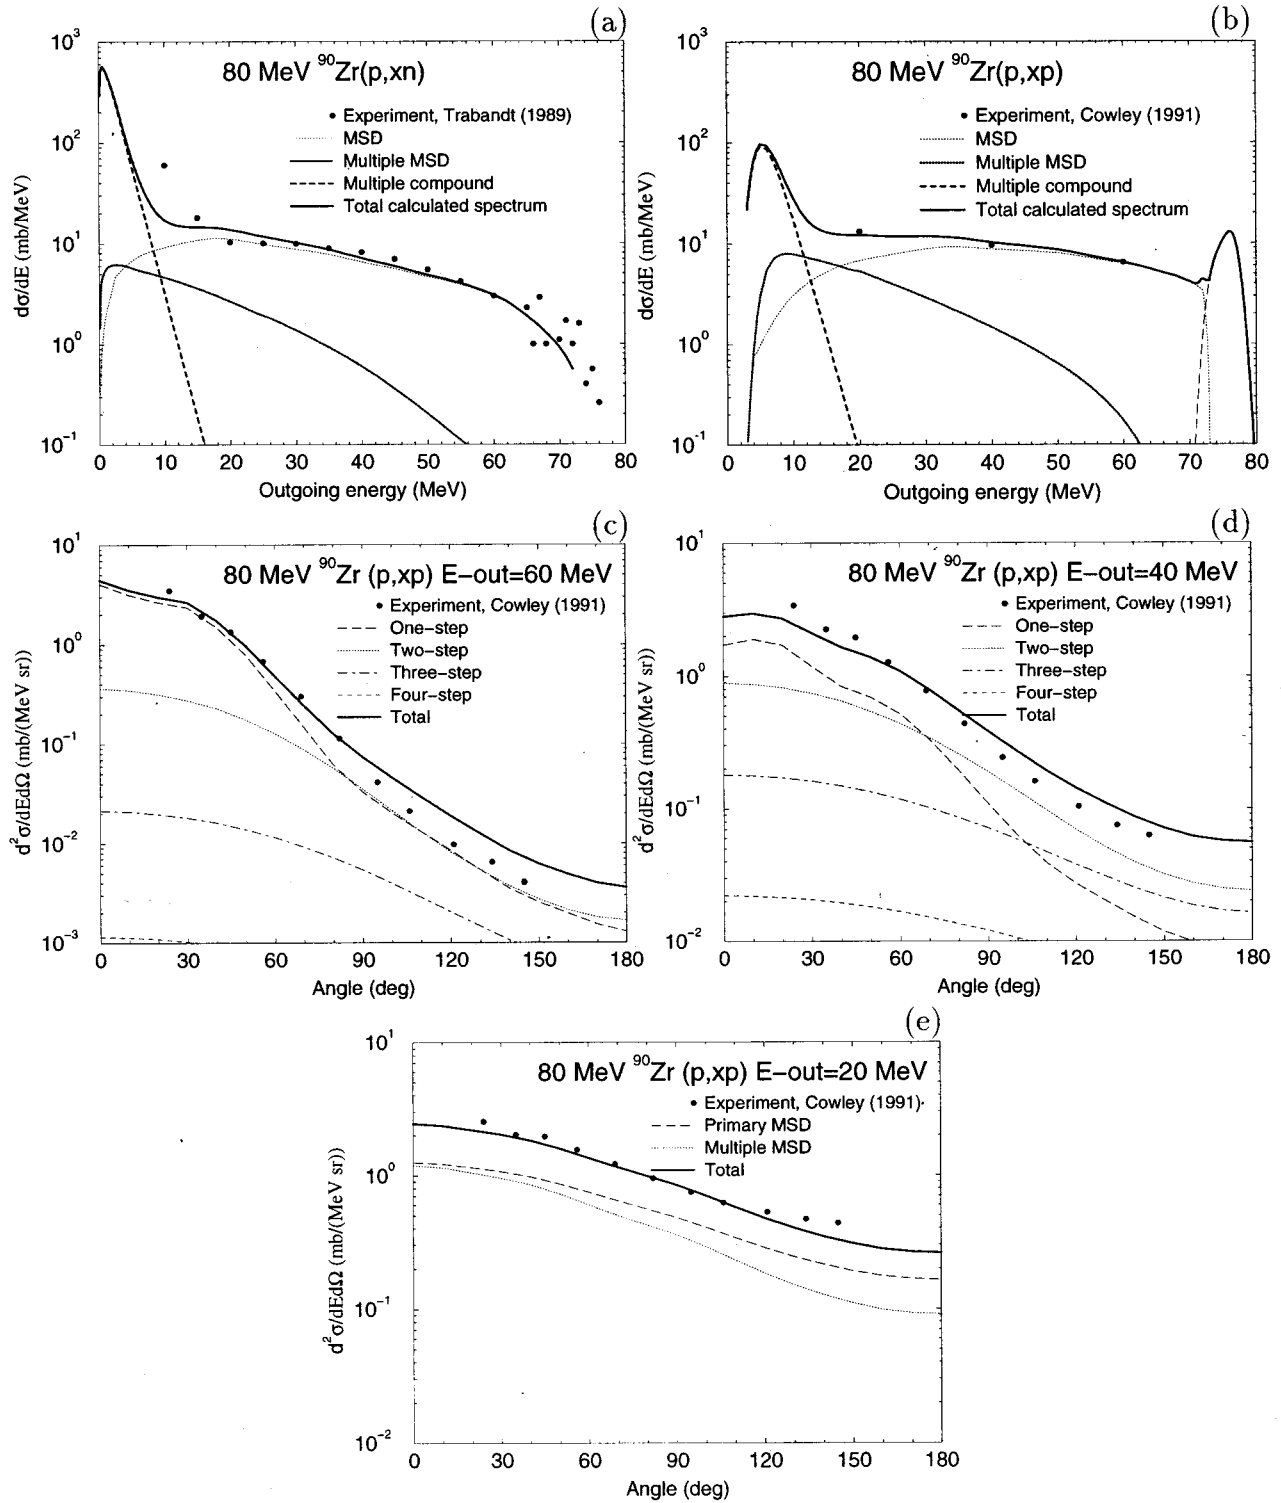 (a)
80 MeV ⁹⁰Zr(p,xn)
Experiment, Trabandt (1989)
MSD
Multiple MSD
Multiple compound
Total calculated spectrum
dσ/dE (mb/MeV)
10³
10²
10¹
10⁰
10⁻¹
0 10 20 30 40 50 60 70 80
Outgoing energy (MeV)
(b)
80 MeV ⁹⁰Zr(p,xp)
Experiment, Cowley (1991)
MSD
Multiple MSD
Multiple compound
Total calculated spectrum
dσ/dE (mb/MeV)
10³
10²
10¹
10⁰
10⁻¹
0 10 20 30 40 50 60 70 80
Outgoing energy (MeV)
(c)
80 MeV ⁹⁰Zr (p,xp) E−out=60 MeV
Experiment, Cowley (1991)
One−step
Two−step
Three−step
Four−step
Total
d²σ/dEdΩ (mb/(MeV sr))
10¹
10⁰
10⁻¹
10⁻²
10⁻³
0 30 60 90 120 150 180
Angle (deg)
(d)
80 MeV ⁹⁰Zr (p,xp) E−out=40 MeV
Experiment, Cowley (1991)
One−step
Two−step
Three−step
Four−step
Total
d²σ/dEdΩ (mb/(MeV sr))
10¹
10⁰
10⁻¹
10⁻²
0 30 60 90 120 150 180
Angle (deg)
(e)
80 MeV ⁹⁰Zr (p,xp) E−out=20 MeV
Experiment, Cowley (1991)
Primary MSD
Multiple MSD
Total
d²σ/dEdΩ (mb/(MeV sr))
10¹
10⁰
10⁻¹
10⁻²
0 30 60 90 120 150 180
Angle (deg)